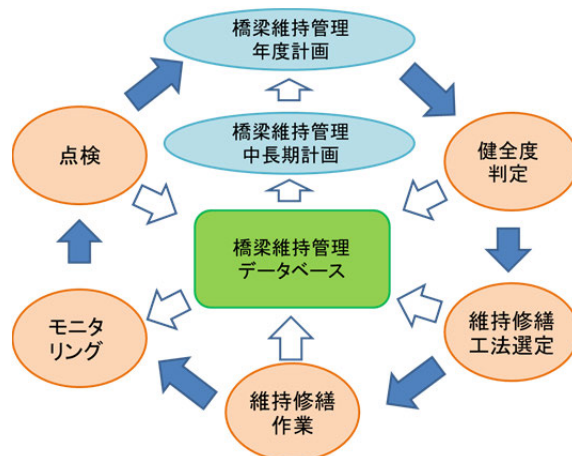 橋梁維持管理
年度計画
橋梁維持管理
中長期計画
点検
健全度
判定
橋梁維持管理
データベース
モニタ
リング
維持修繕
工法選定
維持修繕
作業